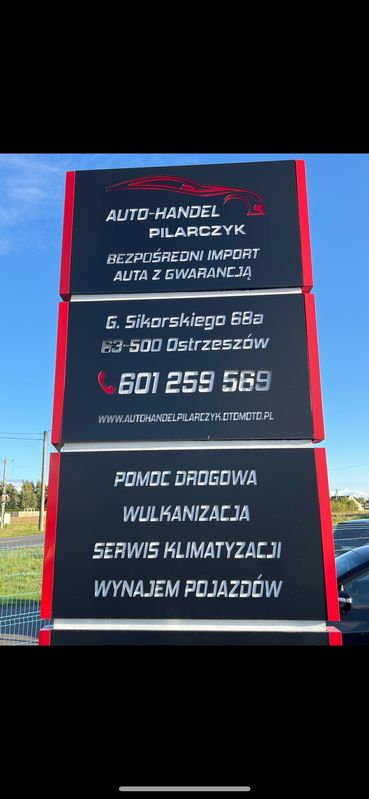 AUTO-HANDEL
PILARCZYK
BEZPOŚREDNI IMPORT
AUTA Z GWARANCJĄ
G. Sikorskiego 68a
63-500 Ostrzeszów
601 259 569
WWW.AUTOHANDELPILARCZYK.OTOMOTO.PL
POMOC DROGOWA
WULKANIZACJA
SERWIS KLIMATYZACJI
WYNAJEM POJAZDÓW